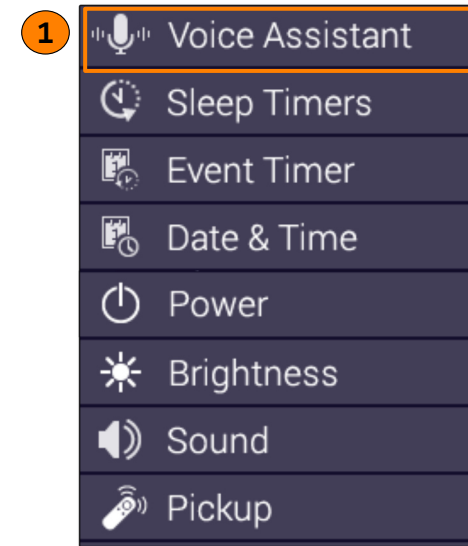 1 Voice Assistant
Sleep Timers
Event Timer
Date & Time
Power
Brightness
Sound
Pickup